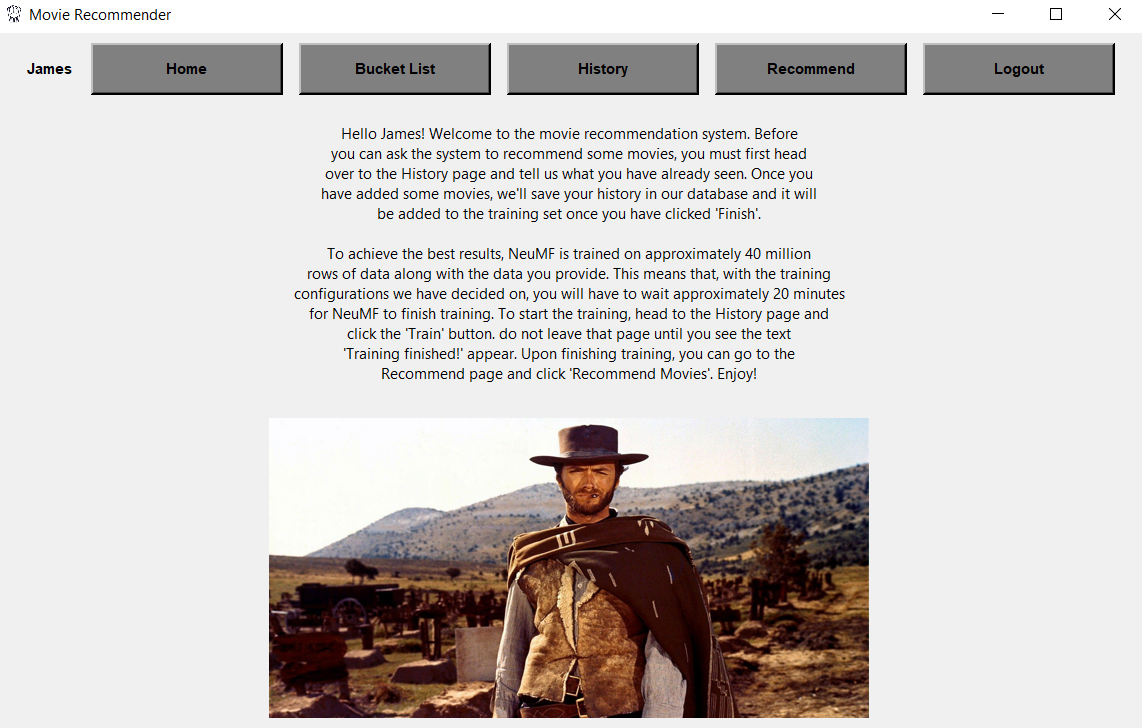 Movie Recommender
James
Home
Bucket List
History
Recommend
Logout
Hello James! Welcome to the movie recommendation system. Before
you can ask the system to recommend some movies, you must first head
over to the History page and tell us what you have already seen. Once you
have added some movies, we'll save your history in our database and it will
be added to the training set once you have clicked 'Finish'.
To achieve the best results, NeuMF is trained on approximately 40 million
rows of data along with the data you provide. This means that, with the training
configurations we have decided on, you will have to wait approximately 20 minutes
for NeuMF to finish training. To start the training, head to the History page and
click the 'Train' button. do not leave that page until you see the text
'Training finished!' appear. Upon finishing training, you can go to the
Recommend page and click 'Recommend Movies'. Enjoy!